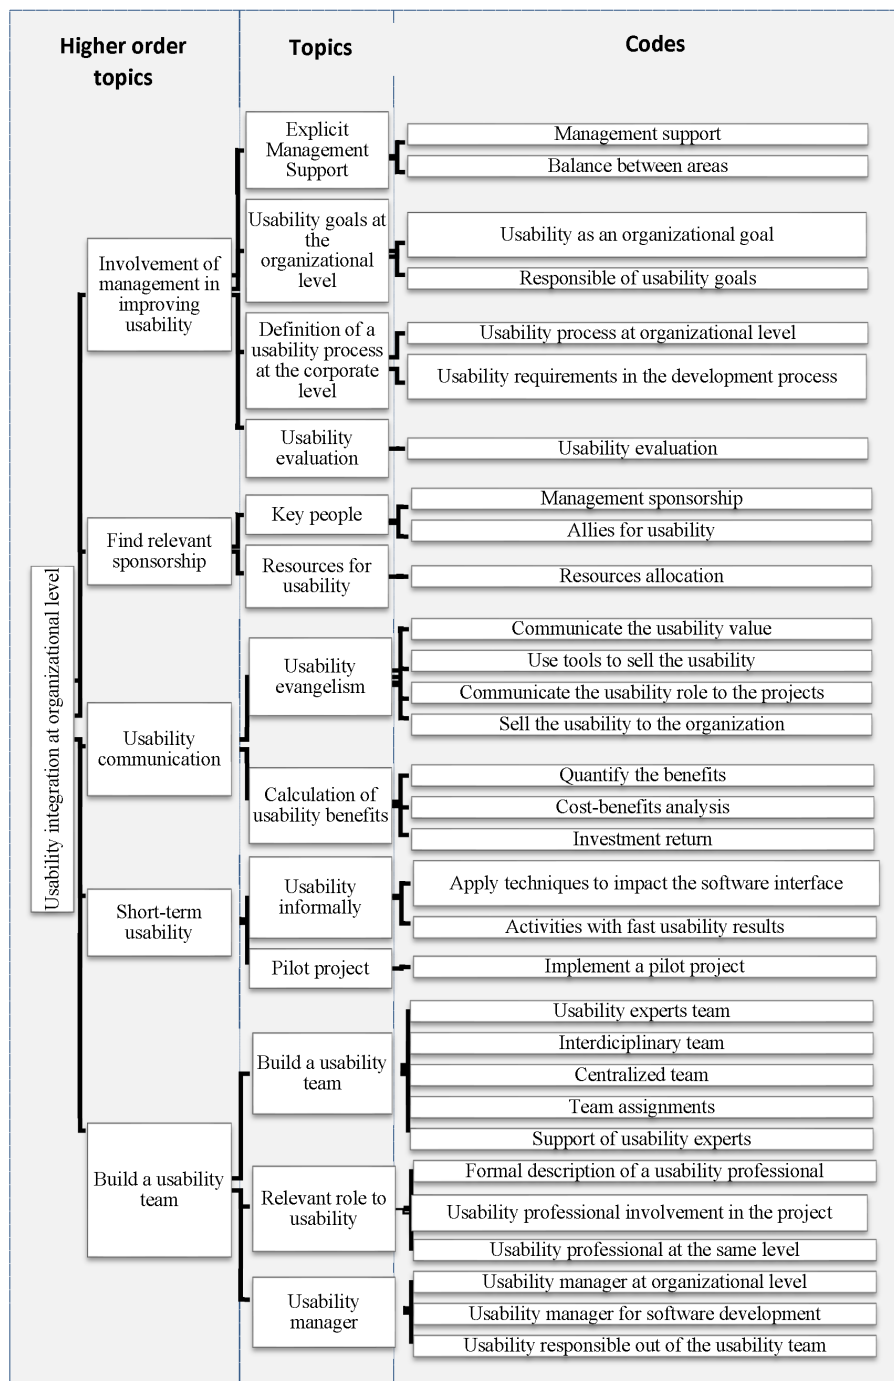 Higher order
topics
Topics
Codes
Usability integration at organizational level
Involvement of
management in
improving
usability
Explicit
Management
Support
Management support
Balance between areas
Usability goals at
the
organizational
level
Usability as an organizational goal
Responsible of usability goals
Definition of a
usability process
at the corporate
level
Usability process at organizational level
Usability requirements in the development process
Usability
evaluation
Usability evaluation
Find relevant
sponsorship
Key people
Management sponsorship
Allies for usability
Resources for
usability
Resources allocation
Usability
communication
Usability
evangelism
Communicate the usability value
Use tools to sell the usability
Communicate the usability role to the projects
Sell the usability to the organization
Calculation of
usability benefits
Quantify the benefits
Cost-benefits analysis
Investment return
Short-term
usability
Usability
informally
Apply techniques to impact the software interface
Activities with fast usability results
Pilot project
Implement a pilot project
Build a usability
team
Build a usability
team
Usability experts team
Interdiciplinary team
Centralized team
Team assignments
Support of usability experts
Relevant role to
usability
Formal description of a usability professional
Usability professional involvement in the project
Usability professional at the same level
Usability
manager
Usability manager at organizational level
Usability manager for software development
Usability responsible out of the usability team